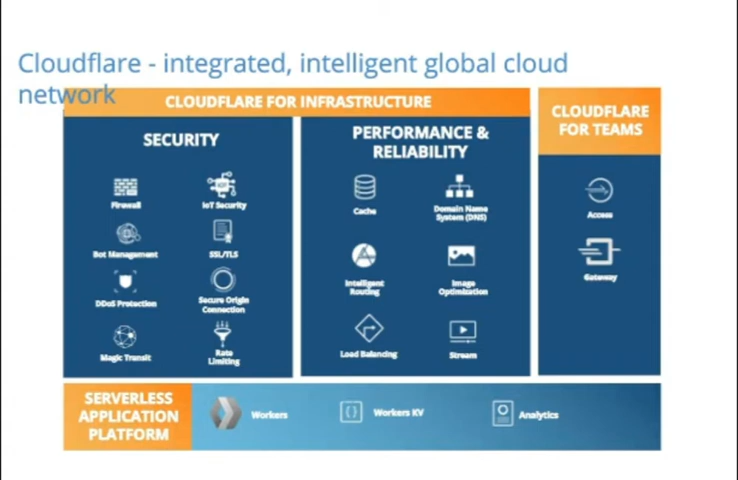 Cloudflare - integrated, intelligent global cloud
network
CLOUDFLARE FOR INFRASTRUCTURE
CLOUDFLARE
FOR TEAMS
SECURITY
PERFORMANCE &
RELIABILITY
Firewall
IoT Security
Cache
Domain Name
System (DNS)
Access
Bot Management
SSL/TLS
Intelligent
Routing
Image
Optimization
Gateway
DDoS Protection
Secure Origin
Connection
Magic Transit
Rate
Limiting
Load Balancing
Stream
SERVERLESS
APPLICATION
PLATFORM
Workers
Workers KV
Analytics